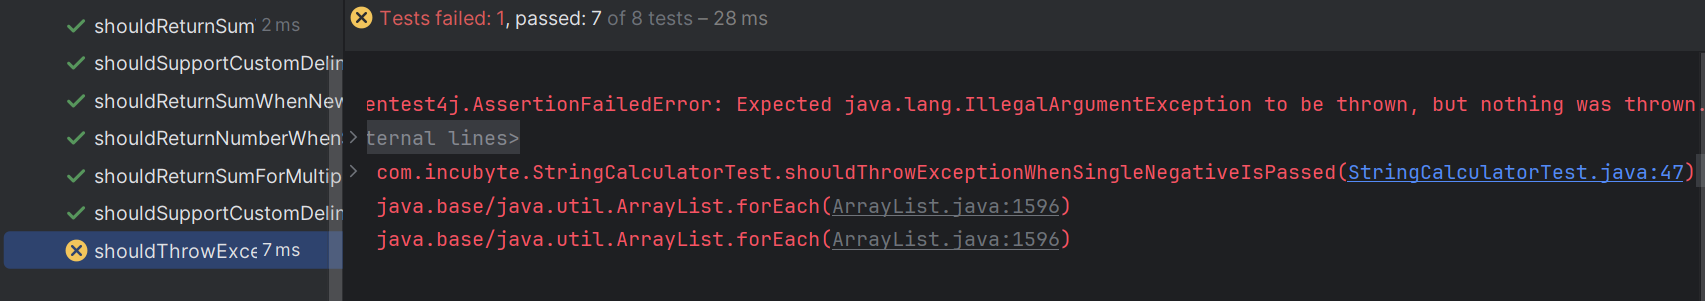 shouldReturnSum 2 ms
shouldSupportCustomDelin
shouldReturnSumWhenNew
shouldReturnNumberWhen
shouldReturnSumForMultip
shouldSupportCustomDelin
shouldThrowExce 7 ms
Tests failed: 1, passed: 7 of 8 tests – 28 ms
entest4j.AssertionFailedError: Expected java.lang.IllegalArgumentException to be thrown, but nothing was thrown.
ternal lines>
com.incubyte.StringCalculatorTest.shouldThrowExceptionWhenSingleNegativeIsPassed(StringCalculatorTest.java:47)
java.base/java.util.ArrayList.forEach(ArrayList.java:1596)
java.base/java.util.ArrayList.forEach(ArrayList.java:1596)